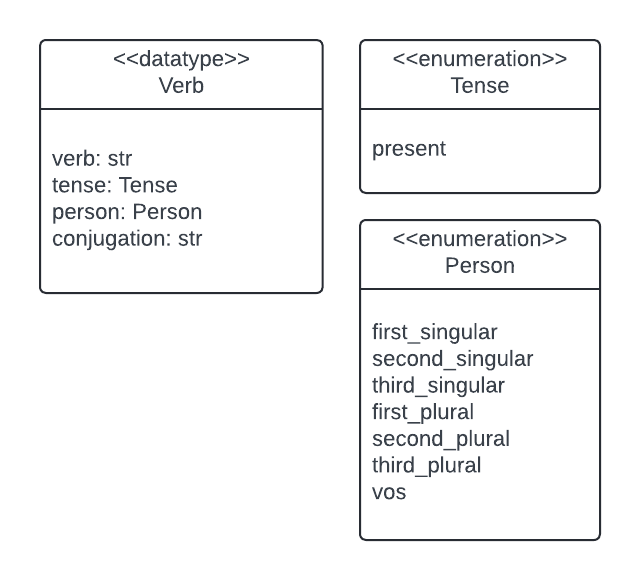 <<datatype>>
Verb
verb: str
tense: Tense
person: Person
conjugation: str
<<enumeration>>
Tense
present
<<enumeration>>
Person
first_singular
second_singular
third_singular
first_plural
second_plural
third_plural
vos